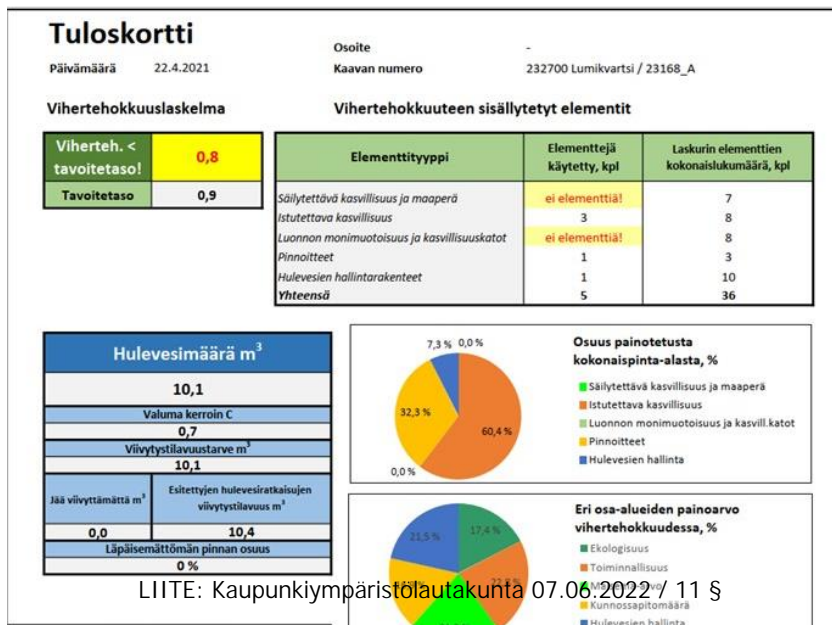 Tuloskortti
Osoite -
Päivämäärä 22.4.2021 Kaavan numero 232700 Lumikvartsi / 23168_A
Vihertehokkuuslaskelma Vihertehokkuuteen sisällytetyt elementit
Viherteh. < tavoitetaso! 0,8
Tavoitetaso 0,9
Elementtityyppi Elementtejä käytetty, kpl Laskurin elementtien kokonaislukumäärä, kpl
Säilytettävä kasvillisuus ja maaperä ei elementtiä! 7
Istutettava kasvillisuus 3 8
Luonnon monimuotoisuus ja kasvillisuuskatot ei elementtiä! 8
Pinnoitteet 1 3
Hulevesien hallintarakenteet 1 10
Yhteensä 5 36
Hulevesimäärä m³
10,1
Valuma kerroin C
0,7
Viivytystilavuustarve m³
10,1
Jää viivyttämättä m³ Esitettyjen hulevesiratkaisujen viivytystilavuus m³
0,0 10,4
Läpäisemättömän pinnan osuus
0 %
7,3 % 0,0 %
32,3 %
60,4 %
0,0 %
Osuus painotetusta
kokonaispinta-alasta, %
Säilytettävä kasvillisuus ja maaperä
Istutettava kasvillisuus
Luonnon monimuotoisuus ja kasvill.katot
Pinnoitteet
Hulevesien hallinta
21,5 % 17,4 %
Eri osa-alueiden painoarvo
vihertehokkuudessa, %
Ekologisuus
Toiminnallisuus
Kunnossapitomäärä
Hulevesien hallinta
LIITE: Kaupunkiympäristölautakunta 07.06.2022 / 11 §